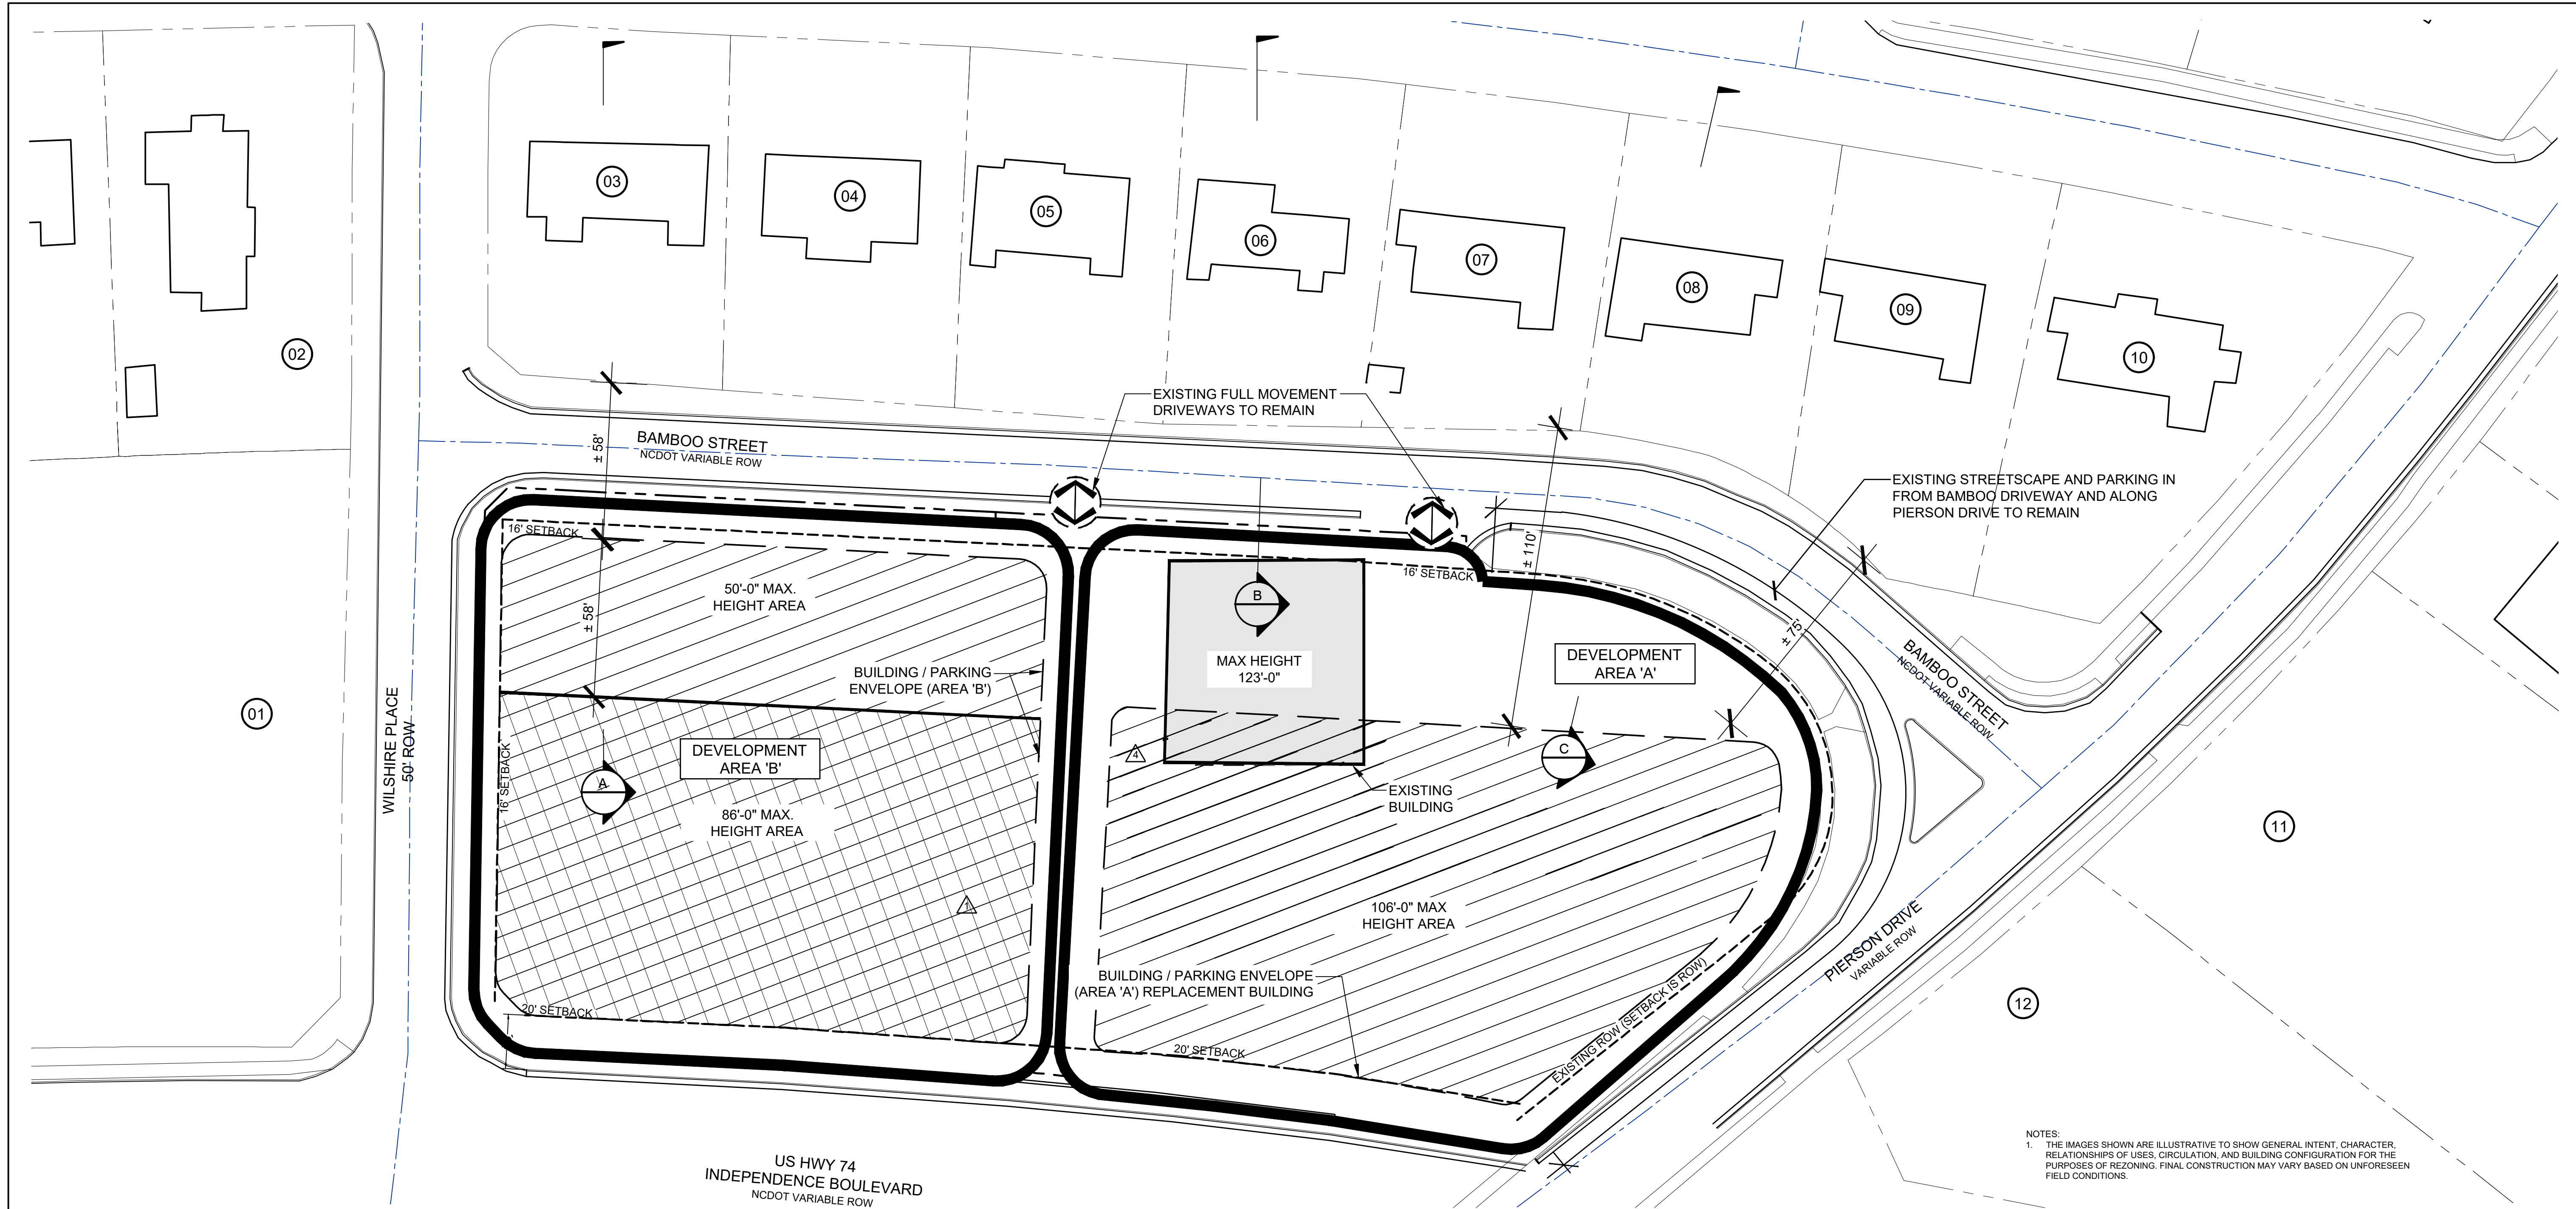 03
04
05
06
07
08
09
10
02
01
11
12
EXISTING FULL MOVEMENT
DRIVEWAYS TO REMAIN
± 58'
BAMBOO STREET
NCDOT VARIABLE ROW
EXISTING STREETSCAPE AND PARKING IN
FROM BAMBOO DRIVEWAY AND ALONG
PIERSON DRIVE TO REMAIN
16' SETBACK
± 110'
16' SETBACK
50'-0" MAX.
HEIGHT AREA
± 58'
B
± 75'
MAX HEIGHT
123'-0"
DEVELOPMENT
AREA 'A'
BAMBOO STREET
NCDOT VARIABLE ROW
BUILDING / PARKING
ENVELOPE (AREA 'B')
WILSHIRE PLACE
50' ROW
16' SETBACK
DEVELOPMENT
AREA 'B'
A
4
C
EXISTING
BUILDING
86'-0" MAX.
HEIGHT AREA
1
106'-0" MAX
HEIGHT AREA
PIERSON DRIVE
VARIABLE ROW
BUILDING / PARKING ENVELOPE
(AREA 'A') REPLACEMENT BUILDING
EXISTING ROW (SETBACK IS ROW)
20' SETBACK
20' SETBACK
US HWY 74
INDEPENDENCE BOULEVARD
NCDOT VARIABLE ROW
NOTES:
1. THE IMAGES SHOWN ARE ILLUSTRATIVE TO SHOW GENERAL INTENT, CHARACTER,
RELATIONSHIPS OF USES, CIRCULATION, AND BUILDING CONFIGURATION FOR THE
PURPOSES OF REZONING. FINAL CONSTRUCTION MAY VARY BASED ON UNFORESEEN
FIELD CONDITIONS.